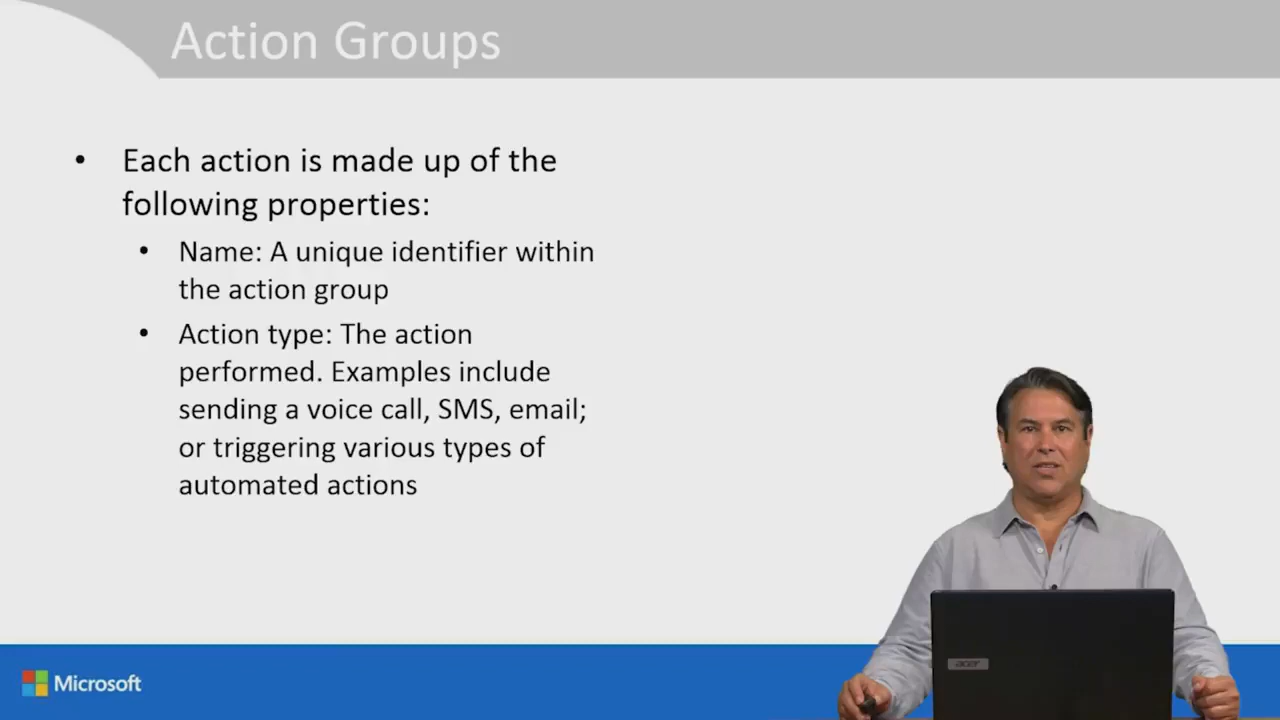 Action Groups
• Each action is made up of the
following properties:
• Name: A unique identifier within
the action group
• Action type: The action
performed. Examples include
sending a voice call, SMS, email;
or triggering various types of
automated actions
acer
Microsoft